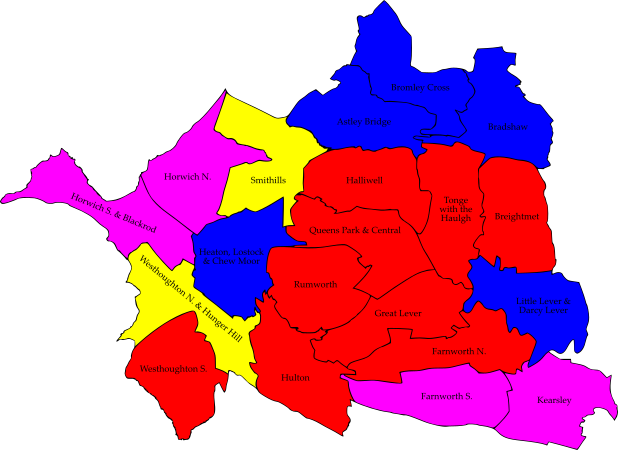 Bromley Cross
Astley Bridge
Bradshaw
Horwich N.
Smithills
Halliwell
Tonge
with the
Haulgh
Breightmet
Horwich S. & Blackrod
Queens Park & Central
Heaton, Lostock
& Chew Moor
Westhoughton N. & Hunger Hill
Rumworth
Little Lever &
Darcy Lever
Great Lever
Farnworth N.
Westhoughton S.
Hulton
Farnworth S.
Kearsley